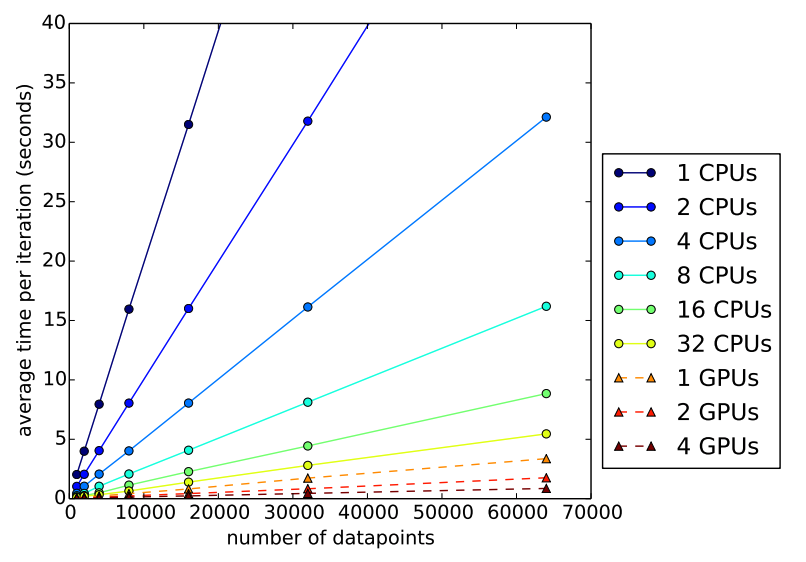 40
35
30
25
20
15
10
5
0
average time per iteration (seconds)
0 10000 20000 30000 40000 50000 60000 70000
number of datapoints
1 CPUs
2 CPUs
4 CPUs
8 CPUs
16 CPUs
32 CPUs
1 GPUs
2 GPUs
4 GPUs